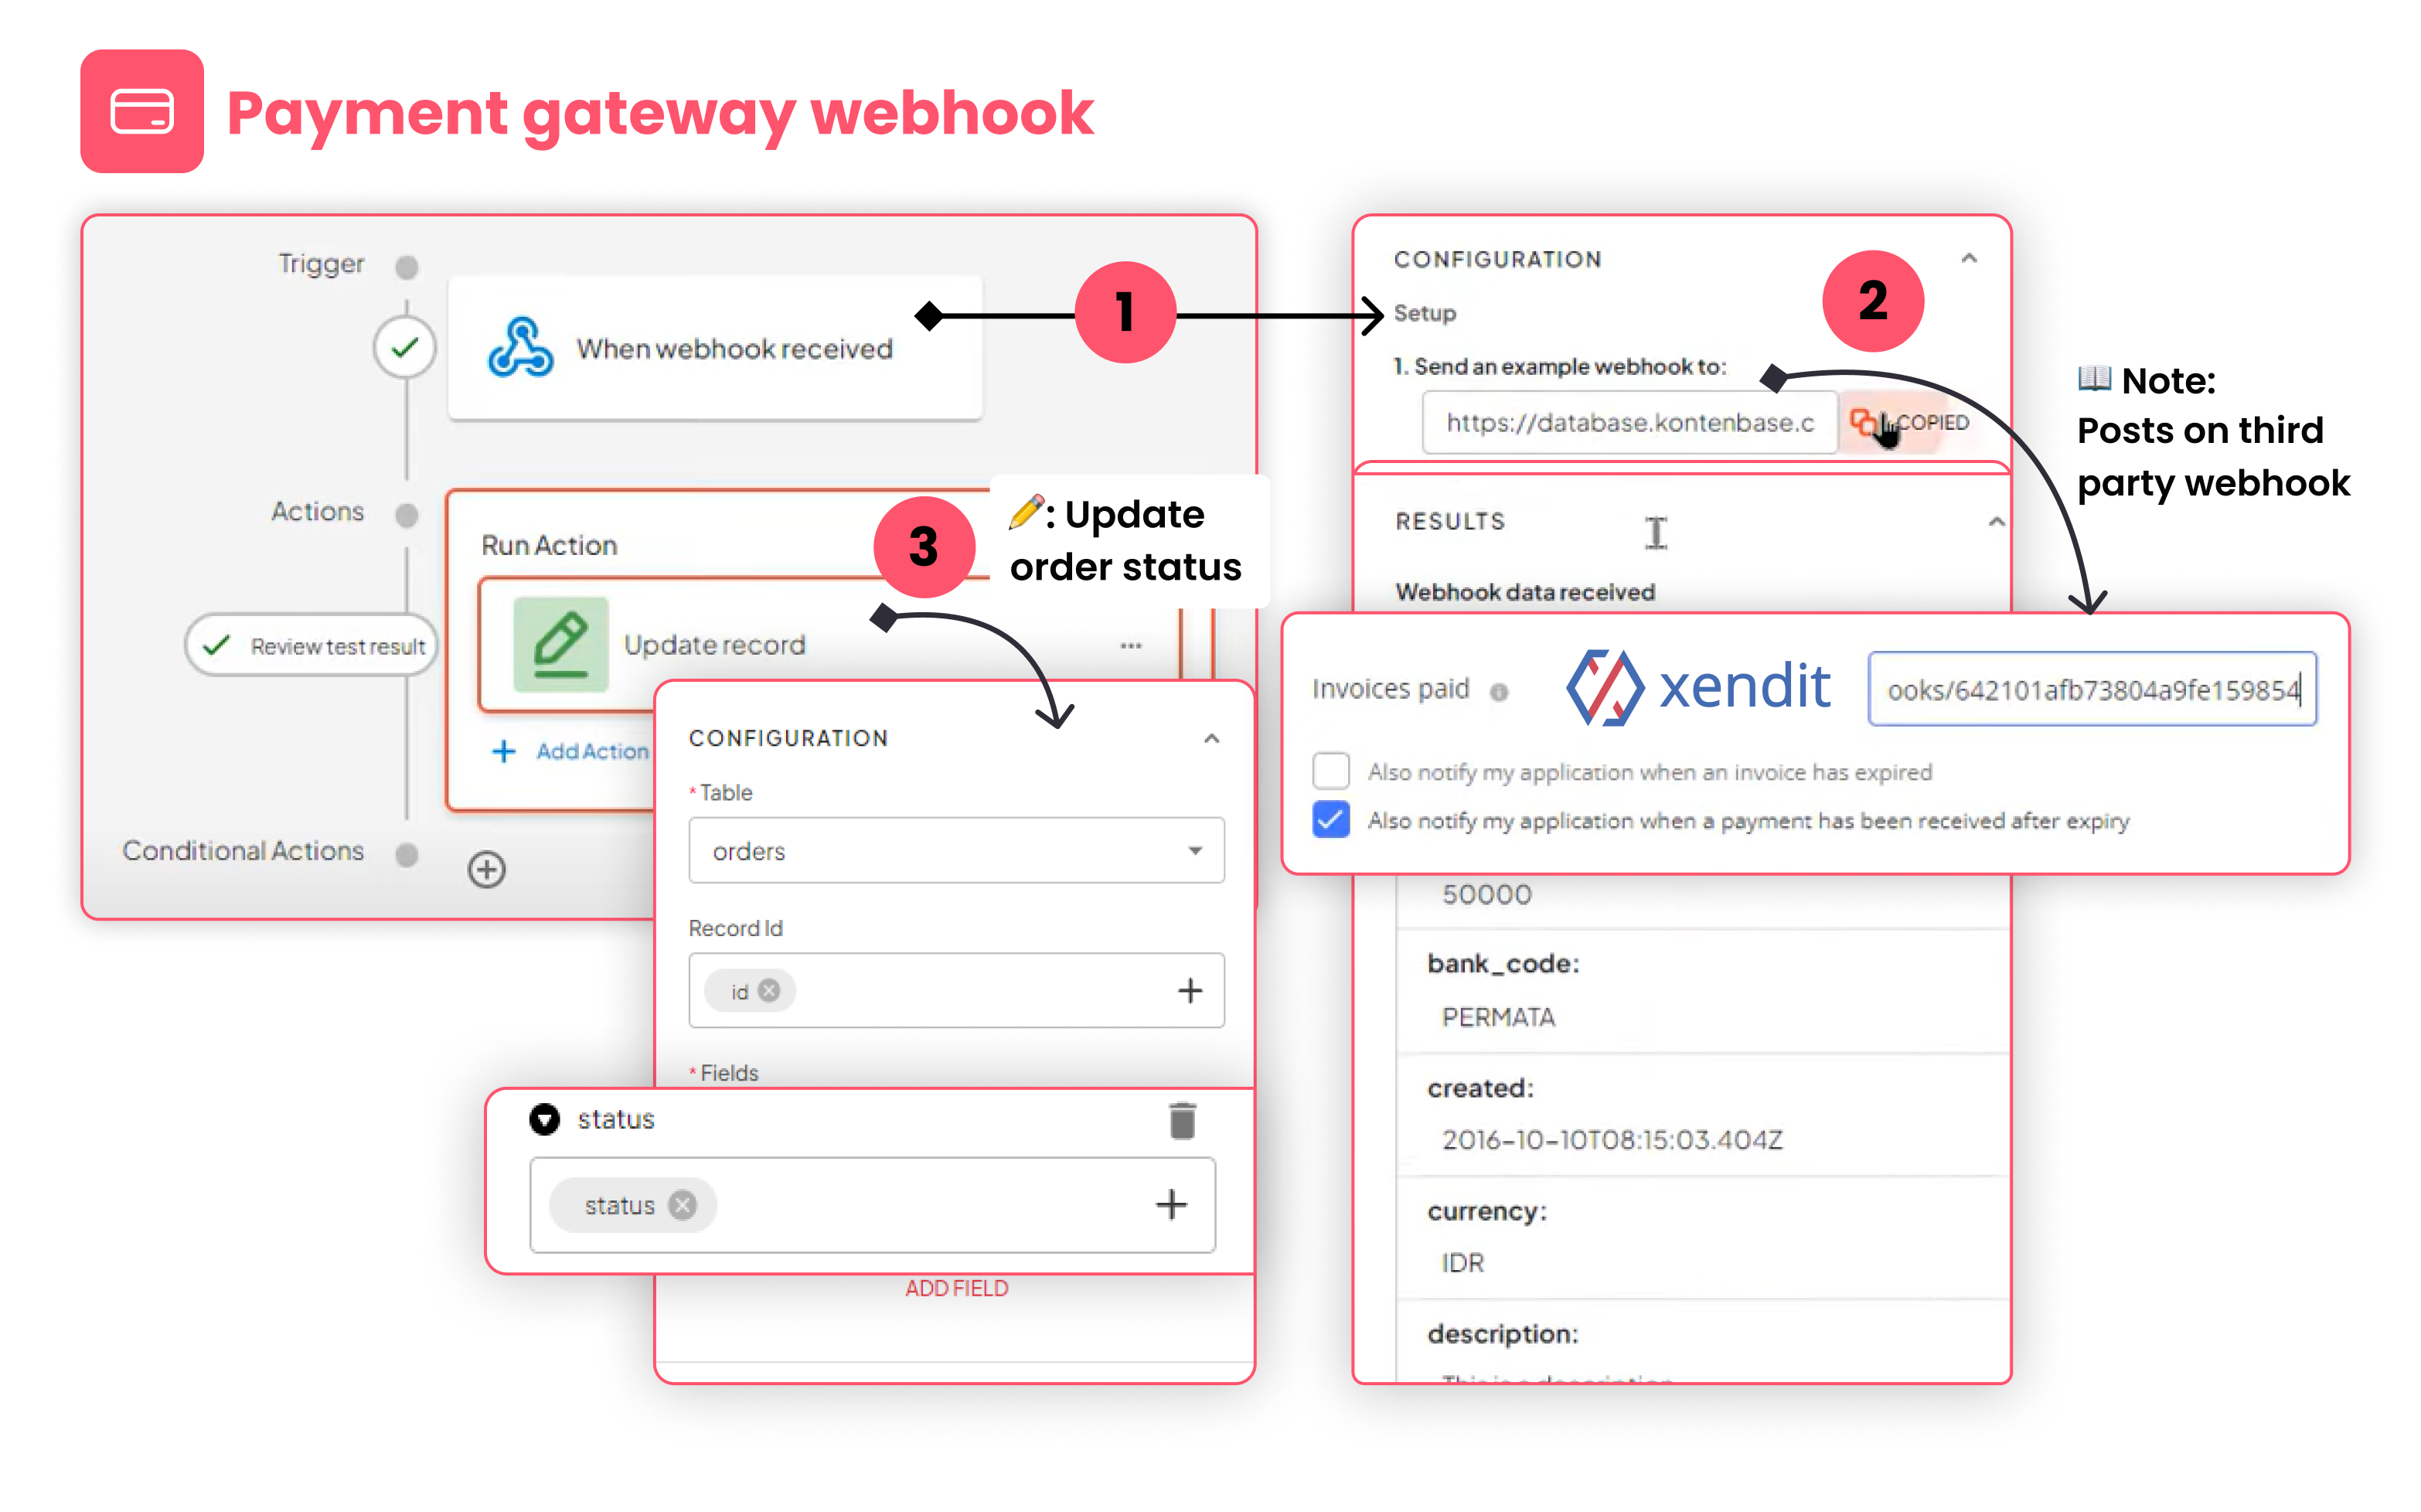 Payment gateway webhook
Trigger
When webhook received
1
Actions
Run Action
3
✏️: Update
order status
Review test result
Update record
...
+ Add Action
Conditional Actions
CONFIGURATION
* Table
orders
Record Id
id
* Fields
status
status
ADD FIELD
CONFIGURATION
2
Setup
1. Send an example webhook to:
https://database.kontenbase.c
COPIED
📖 Note:
Posts on third
party webhook
RESULTS
Webhook data received
Invoices paid
xendit
ooks/642101afb73804a9fe159854
Also notify my application when an invoice has expired
Also notify my application when a payment has been received after expiry
50000
bank_code:
PERMATA
created:
2016-10-10T08:15:03.404Z
currency:
IDR
description: